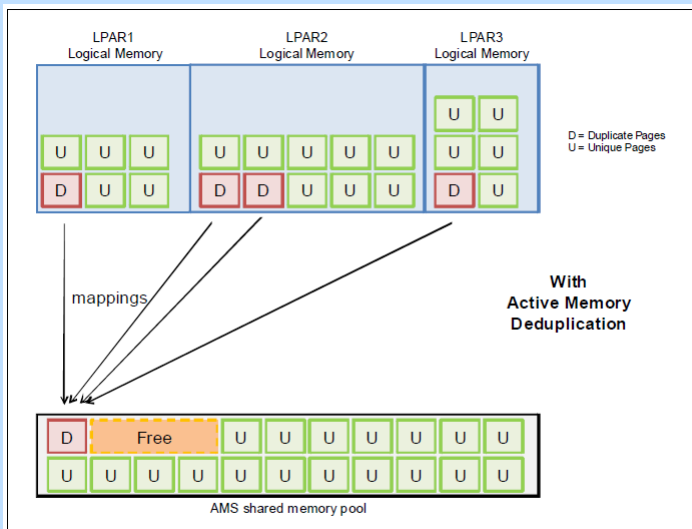 LPAR1
Logical Memory
LPAR2
Logical Memory
LPAR3
Logical Memory
U U
U U U U U U U U U U
D U U D D U U U D U
D = Duplicate Pages
U = Unique Pages
mappings
With
Active Memory
Deduplication
D Free U U U U U U U
U U U U U U U U U U U
AMS shared memory pool